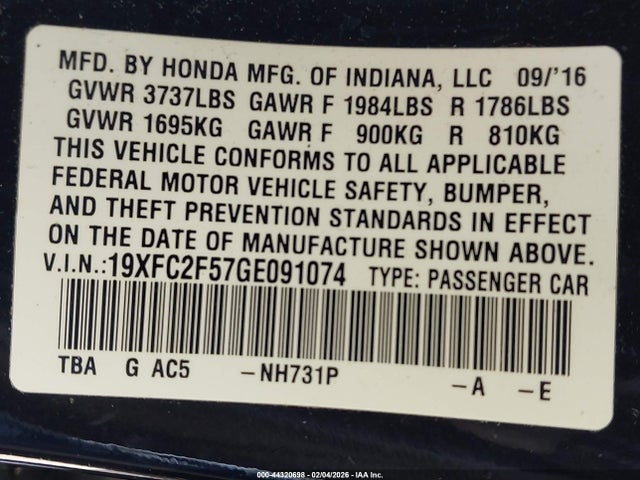 MFD. BY HONDA MFG. OF INDIANA, LLC 09/'16
GVWR 3737LBS GAWR F 1984LBS R 1786LBS
GVWR 1695KG GAWR F 900KG R 810KG
THIS VEHICLE CONFORMS TO ALL APPLICABLE
FEDERAL MOTOR VEHICLE SAFETY, BUMPER,
AND THEFT PREVENTION STANDARDS IN EFFECT
ON THE DATE OF MANUFACTURE SHOWN ABOVE.
V.I.N.:19XFC2F57GE091074 TYPE: PASSENGER CAR
TBA G AC5 -NH731P -A -E
000-44320698 - 02/04/2026 - IAA Inc.